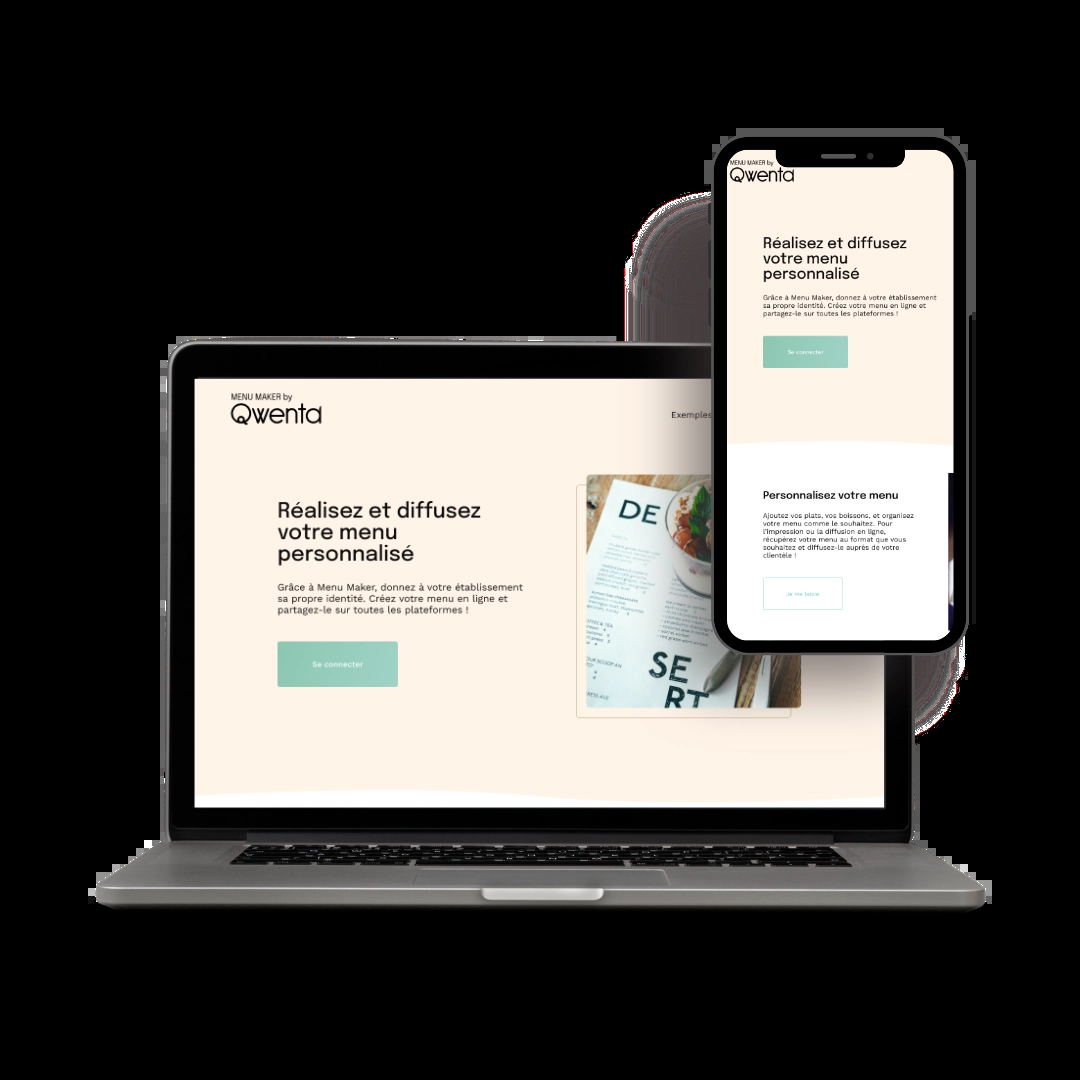 MENU MAKER by
Qwenta
Exemples
Réalisez et diffusez
votre menu
personnalisé
Grâce à Menu Maker, donnez à votre établissement
sa propre identité. Créez votre menu en ligne et
partagez-le sur toutes les plateformes !
Se connecter
DE
SE
RT
MENU MAKER by
Qwenta
Réalisez et diffusez
votre menu
personnalisé
Grâce à Menu Maker, donnez à votre établissement
sa propre identité. Créez votre menu en ligne et
partagez-le sur toutes les plateformes !
Se connecter
Personnalisez votre menu
Ajoutez vos plats, vos boissons, et organisez
votre menu comme le souhaitez. Pour
l'impression ou la diffusion en ligne,
récupérez votre menu au format que vous
souhaitez et diffusez-le auprès de votre
clientèle !
Je me lance